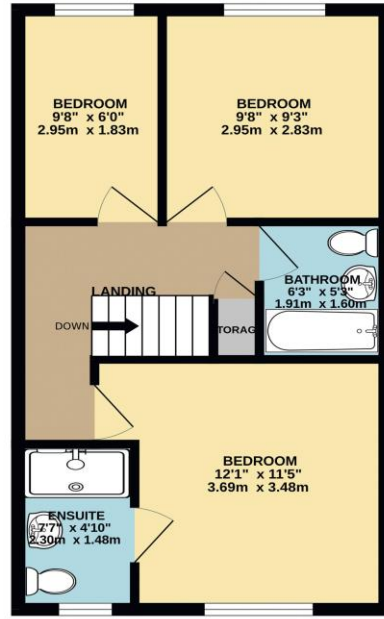 BEDROOM
9'8" x 6'0"
2.95m x 1.83m
BEDROOM
9'8" x 9'3"
2.95m x 2.83m
BATHROOM
6'3" x 5'3"
1.91m x 1.60m
LANDING
DOWN
TORAG
BEDROOM
12'1" x 11'5"
3.69m x 3.48m
ENSUITE
7'7" x 4'10"
2.30m x 1.48m